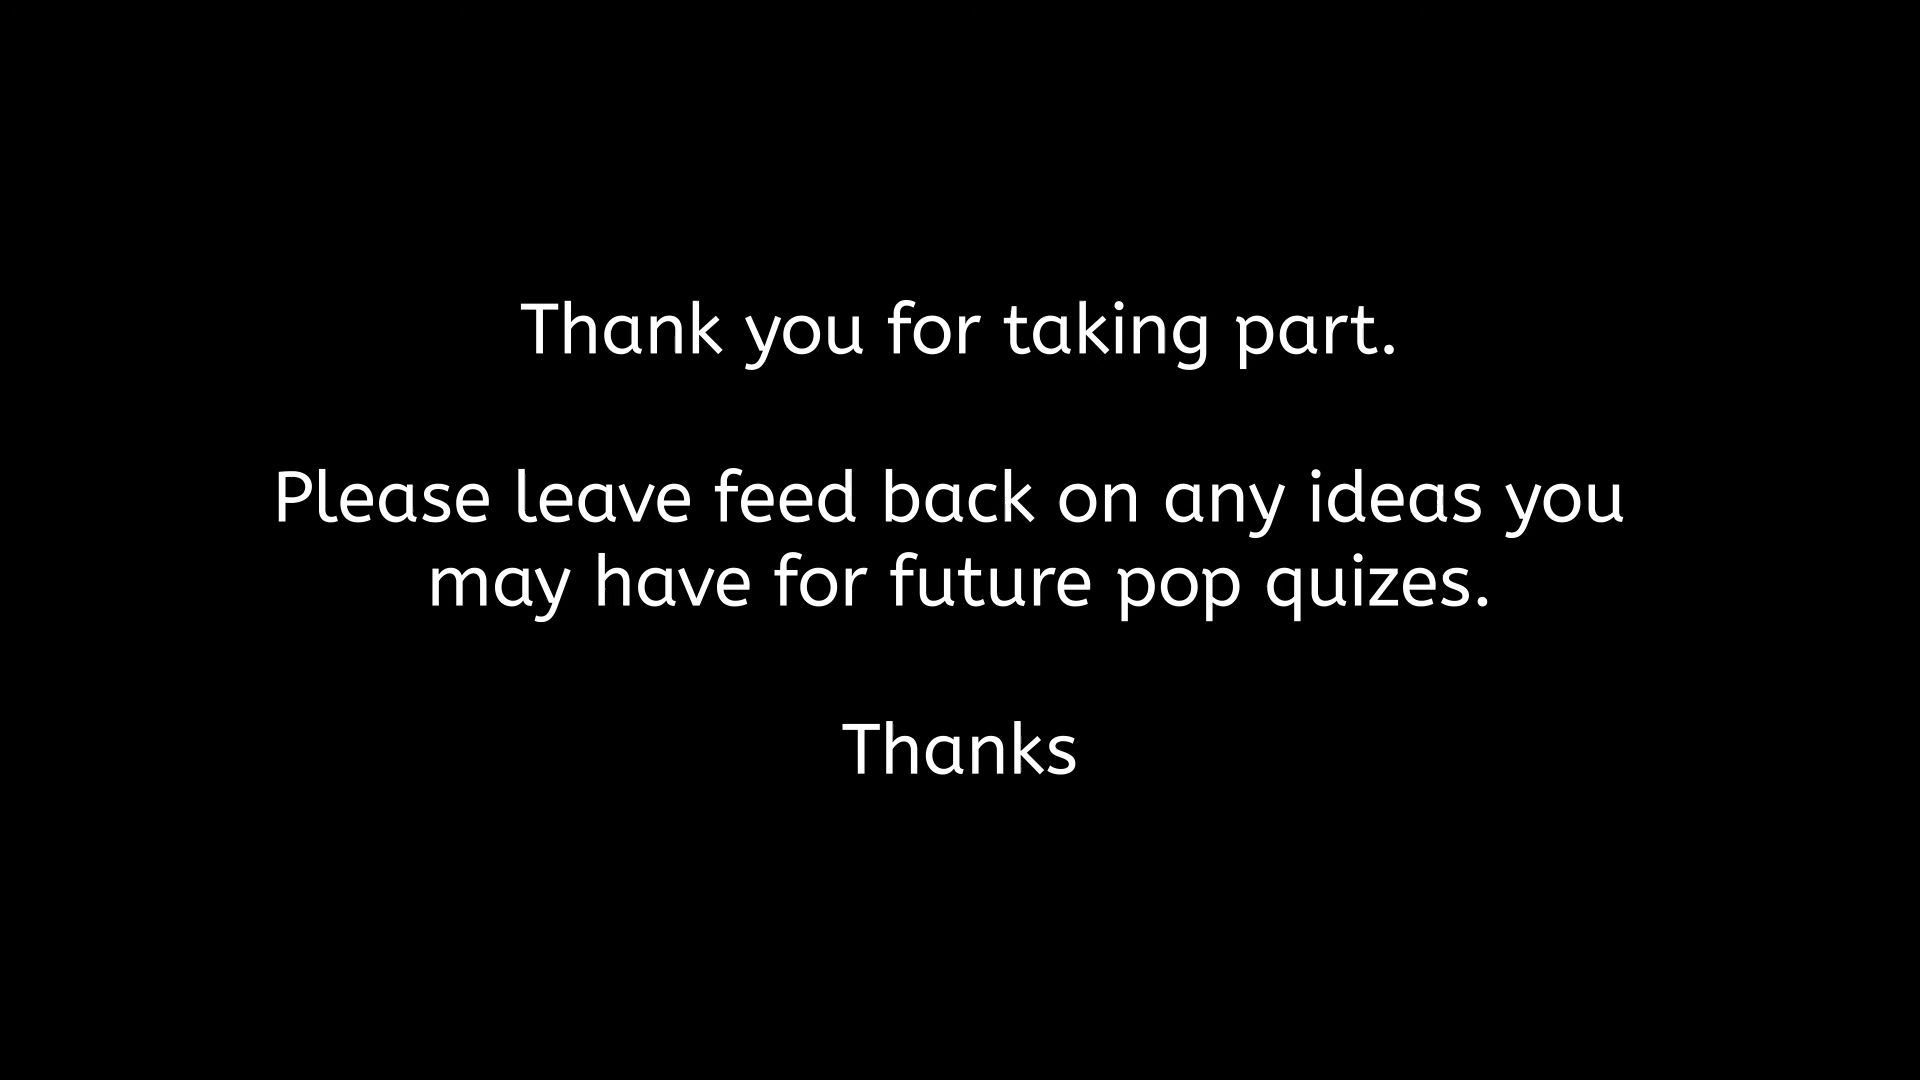 Thank you for taking part.
Please leave feed back on any ideas you
may have for future pop quizes.
Thanks